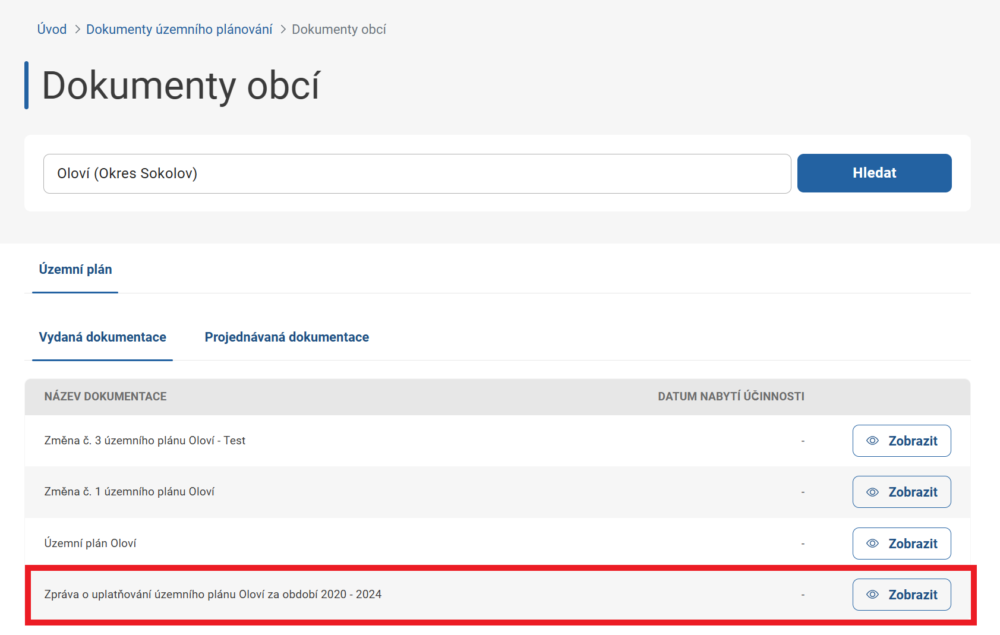 Úvod > Dokumenty územního plánování > Dokumenty obcí
Dokumenty obcí
Oloví (Okres Sokolov) Hledat
Územní plán
Vydaná dokumentace Projednávaná dokumentace
NÁZEV DOKUMENTACE DATUM NABYTÍ ÚČINNOSTI
Změna č. 3 územního plánu Oloví - Test - Zobrazit
Změna č. 1 územního plánu Oloví - Zobrazit
Územní plán Oloví - Zobrazit
Zpráva o uplatňování územního plánu Oloví za období 2020 - 2024 - Zobrazit